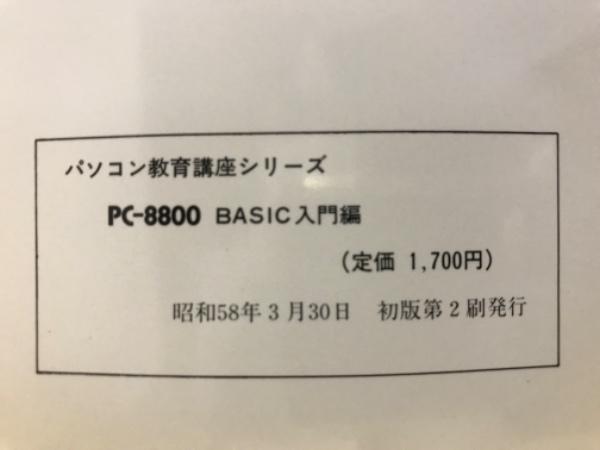 パソコン教育講座シリーズ
PC-8800 BASIC入門編
(定価 1,700円)
昭和58年3月30日　初版第2刷発行